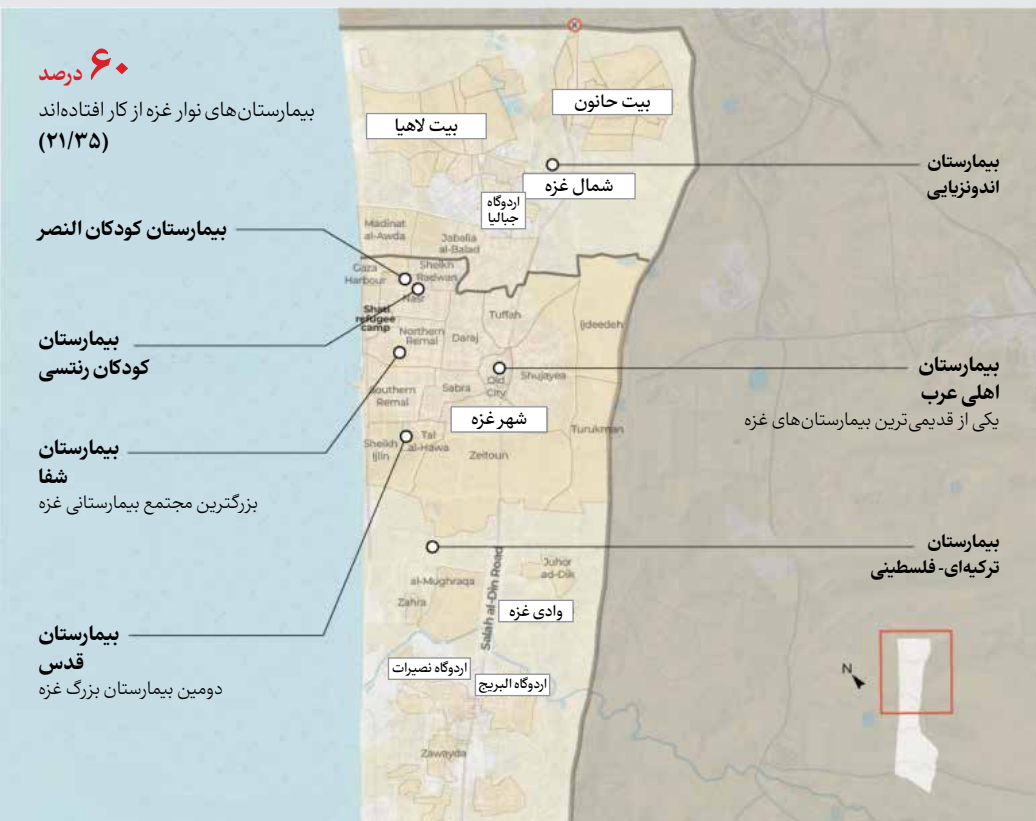 ۶۰ درصد
بیمارستان‌های نوار غزه از کار افتاده‌اند
(۲۱/۳۵)
بیت حانون
بیت لاهیا
بیمارستان
اندونزیایی
شمال غزه
اردوگاه
جبالیا
بیمارستان کودکان النصر
Madinat
al-Awda
Jabalia
al-Balad
Gaza
Harbour
Sheikh
Radwan
Nasr
Shati
refugee
camp
Tuffah
Ijdeedeh
Northern
Remal
Daraj
بیمارستان
کودکان رنتسی
بیمارستان
اهلی عرب
یکی از قدیمی‌ترین بیمارستان‌های غزه
Old
City
Shujayea
Sabra
Southern
Remal
شهر غزه
Turukman
Sheikh
Ijlin
Tal
al-Hawa
Zeitoun
بیمارستان
شفا
بزرگترین مجتمع بیمارستانی غزه
بیمارستان
ترکیه‌ای- فلسطینی
Juhor
ad-Dik
al-Mughraqa
Zahra
Salah al-Din Road
وادی غزه
بیمارستان
قدس
دومین بیمارستان بزرگ غزه
اردوگاه نصیرات
اردوگاه البریج
N
Zawayda